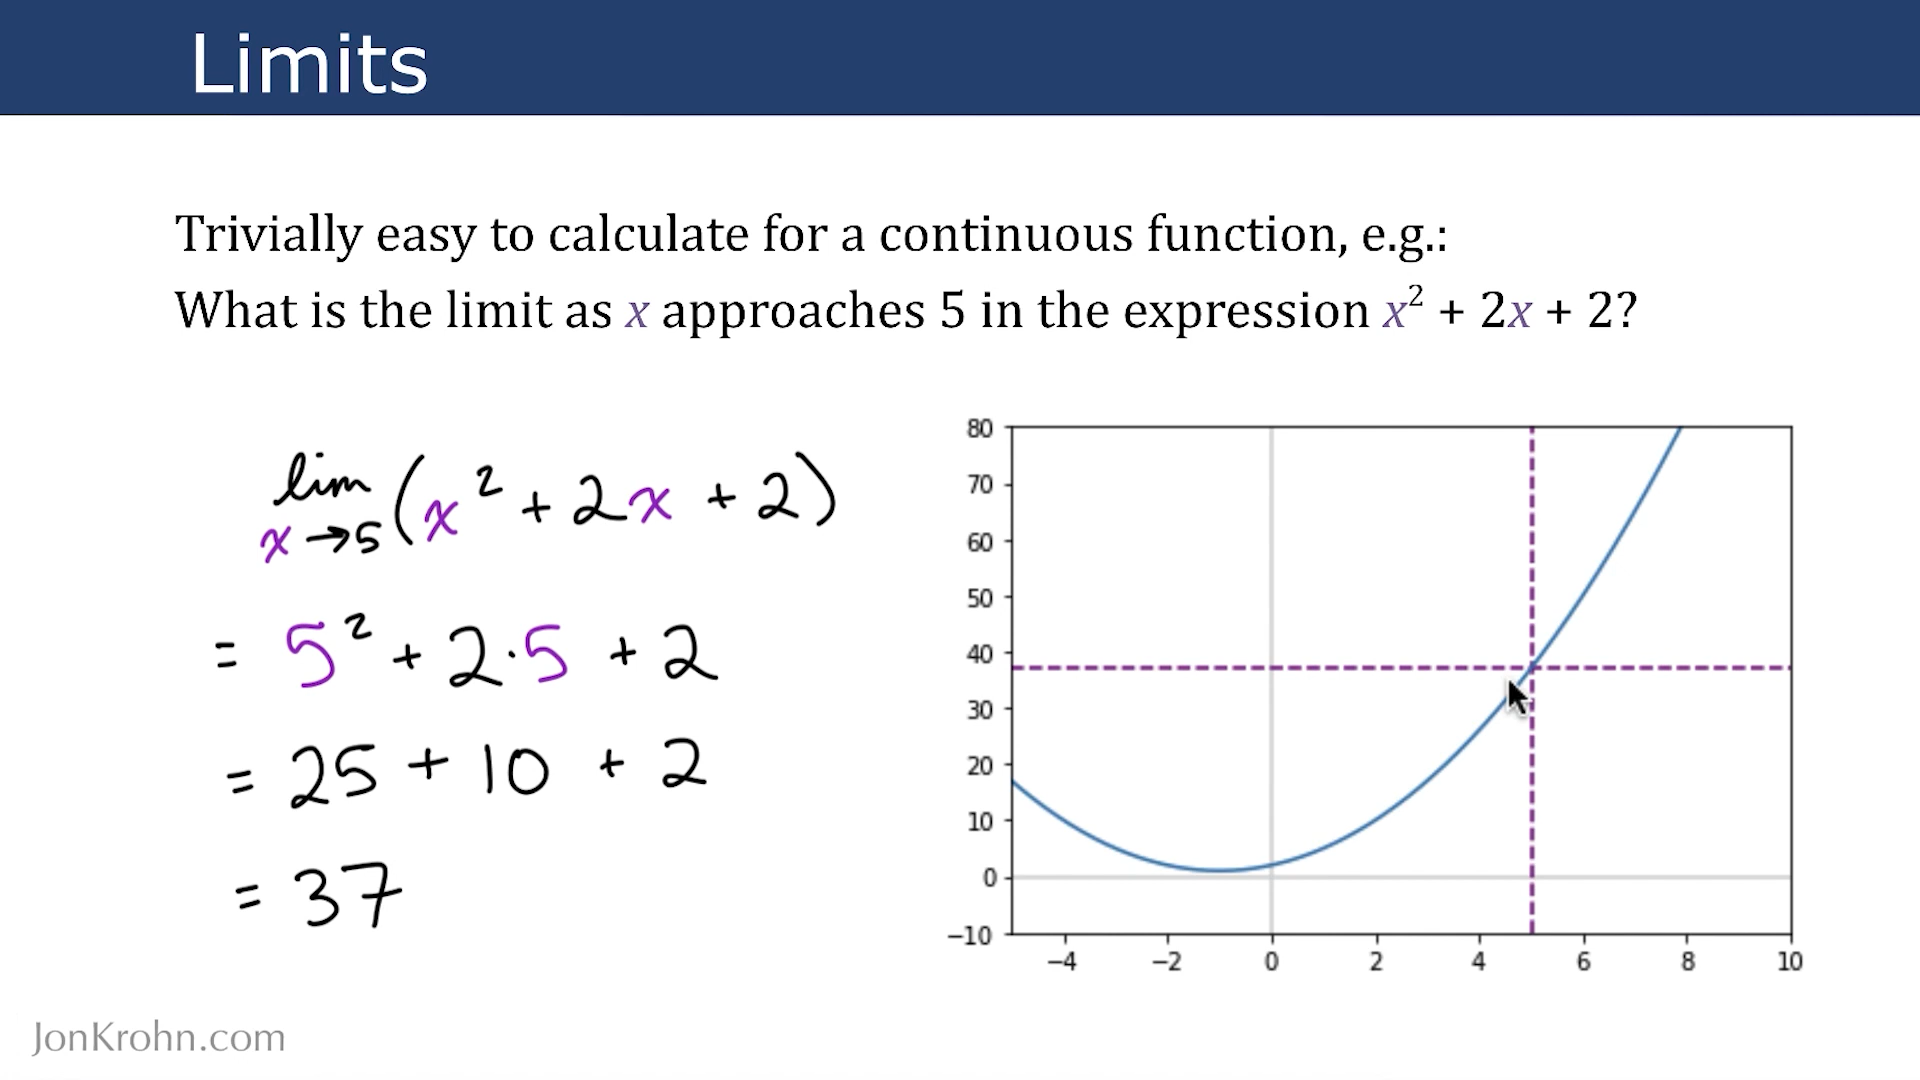 Limits
Trivially easy to calculate for a continuous function, e.g.:
What is the limit as x approaches 5 in the expression x² + 2x + 2?
lim (x² + 2x + 2)
x→5
= 5² + 2·5 + 2
= 25 + 10 + 2
= 37
80
70
60
50
40
30
20
10
0
−10
−4 −2 0 2 4 6 8 10
JonKrohn.com